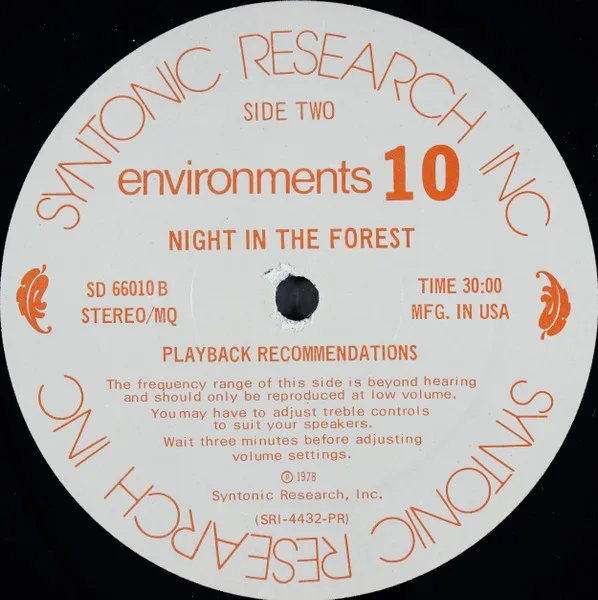 SYNTONIC RESEARCH INC
SIDE TWO
environments 10
NIGHT IN THE FOREST
SD 66010 B
STEREO/MQ
TIME 30:00
MFG. IN USA
PLAYBACK RECOMMENDATIONS
The frequency range of this side is beyond hearing
and should only be reproduced at low volume.
You may have to adjust treble controls
to suit your speakers.
Wait three minutes before adjusting
volume settings.
Ⓟ 1978
Syntonic Research, Inc.
(SRI-4432-PR)
SYNTONIC RESEARCH INC